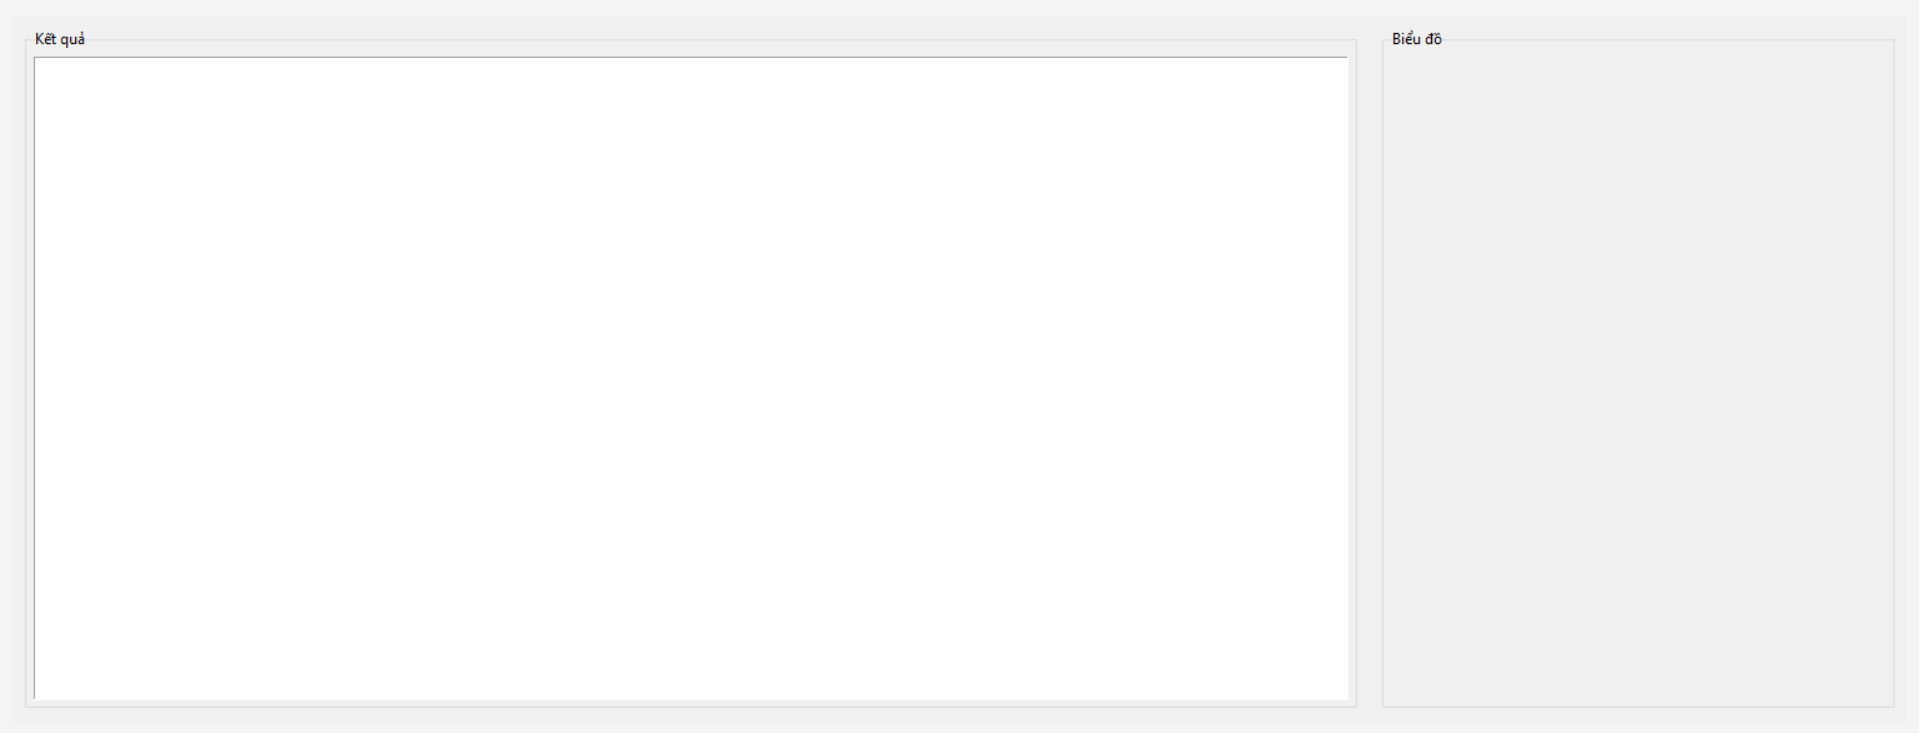 Kết quả
Biểu đồ